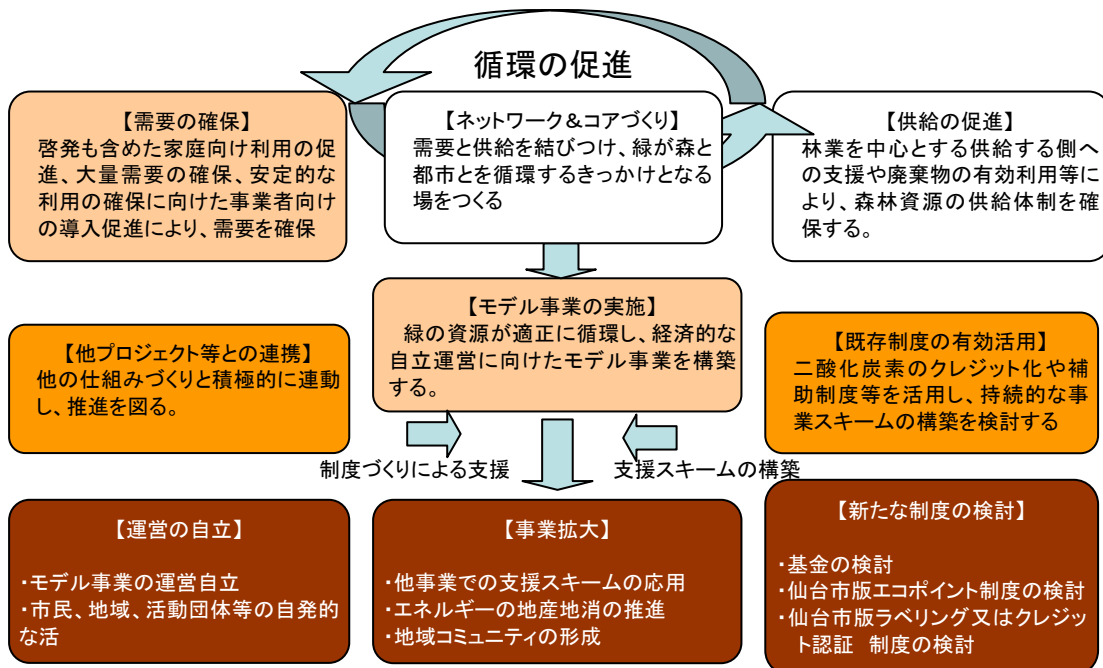 循環の促進
【需要の確保】
啓発も含めた家庭向け利用の促
進、大量需要の確保、安定的な
利用の確保に向けた事業者向け
の導入促進により、需要を確保
【ネットワーク＆コアづくり】
需要と供給を結びつけ、緑が森と
都市とを循環するきっかけとなる
場をつくる
【供給の促進】
林業を中心とする供給する側へ
の支援や廃棄物の有効利用等に
より、森林資源の供給体制を確
保する。
【モデル事業の実施】
緑の資源が適正に循環し、経済的な
自立運営に向けたモデル事業を構築
する。
【他プロジェクト等との連携】
他の仕組みづくりと積極的に連動
し、推進を図る。
【既存制度の有効活用】
二酸化炭素のクレジット化や補
助制度等を活用し、持続的な事
業スキームの構築を検討する
制度づくりによる支援
支援スキームの構築
【運営の自立】
・モデル事業の運営自立
・市民、地域、活動団体等の自発的
な活
【事業拡大】
・他事業での支援スキームの応用
・エネルギーの地産地消の推進
・地域コミュニティの形成
【新たな制度の検討】
・基金の検討
・仙台市版エコポイント制度の検討
・仙台市版ラベリング又はクレジッ
ト認証　制度の検討